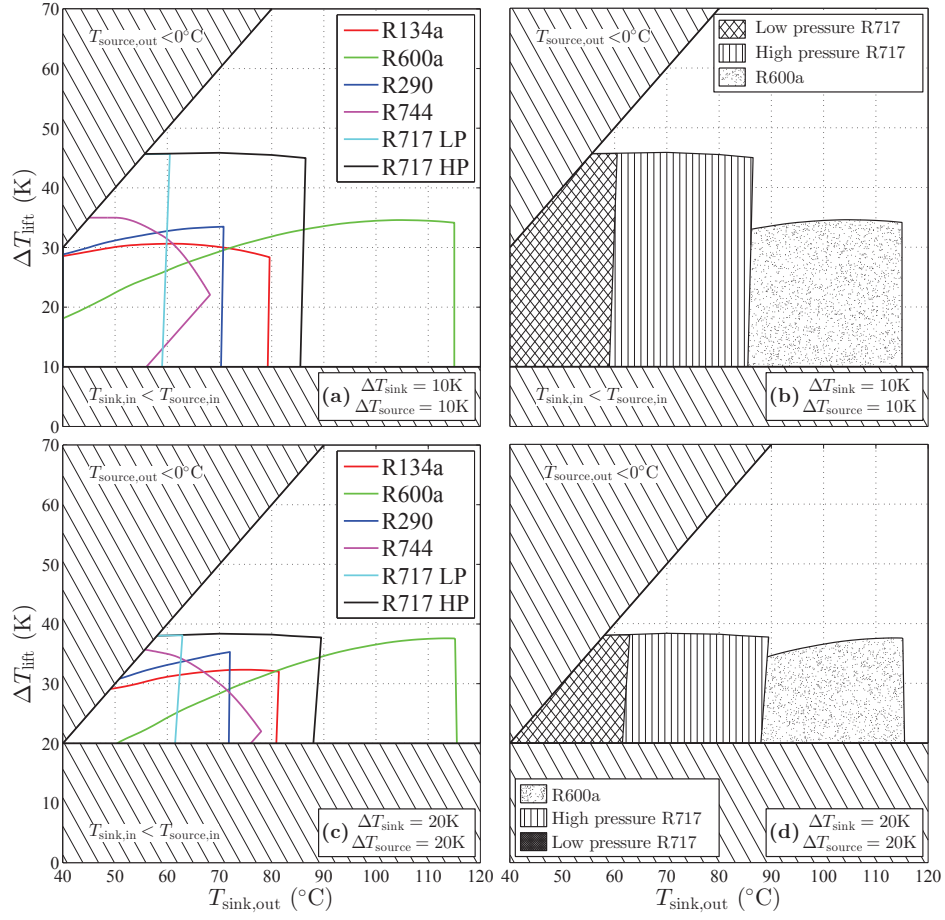 70
60
50
40
30
20
10
0
ΔT_lift (K)
T_source,out <0°C
R134a
R600a
R290
R744
R717 LP
R717 HP
T_sink,in < T_source,in
(a)
ΔT_sink = 10K
ΔT_source = 10K
T_source,out <0°C
Low pressure R717
High pressure R717
R600a
T_sink,in < T_source,in
(b)
ΔT_sink = 10K
ΔT_source = 10K
70
60
50
40
30
20
10
0
ΔT_lift (K)
T_source,out <0°C
R134a
R600a
R290
R744
R717 LP
R717 HP
T_sink,in < T_source,in
(c)
ΔT_sink = 20K
ΔT_source = 20K
40 50 60 70 80 90 100 110
T_sink,out (°C)
T_source,out <0°C
R600a
High pressure R717
Low pressure R717
(d)
ΔT_sink = 20K
ΔT_source = 20K
40 50 60 70 80 90 100 110 120
T_sink,out (°C)